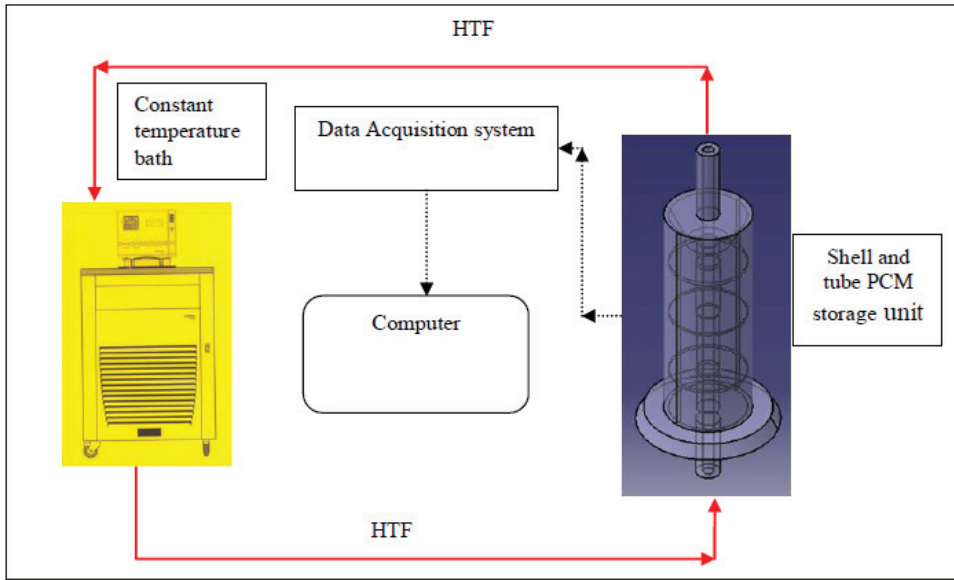 HTF
Constant
temperature
bath
Data Acquisition system
Shell and
tube PCM
storage unit
Computer
HTF